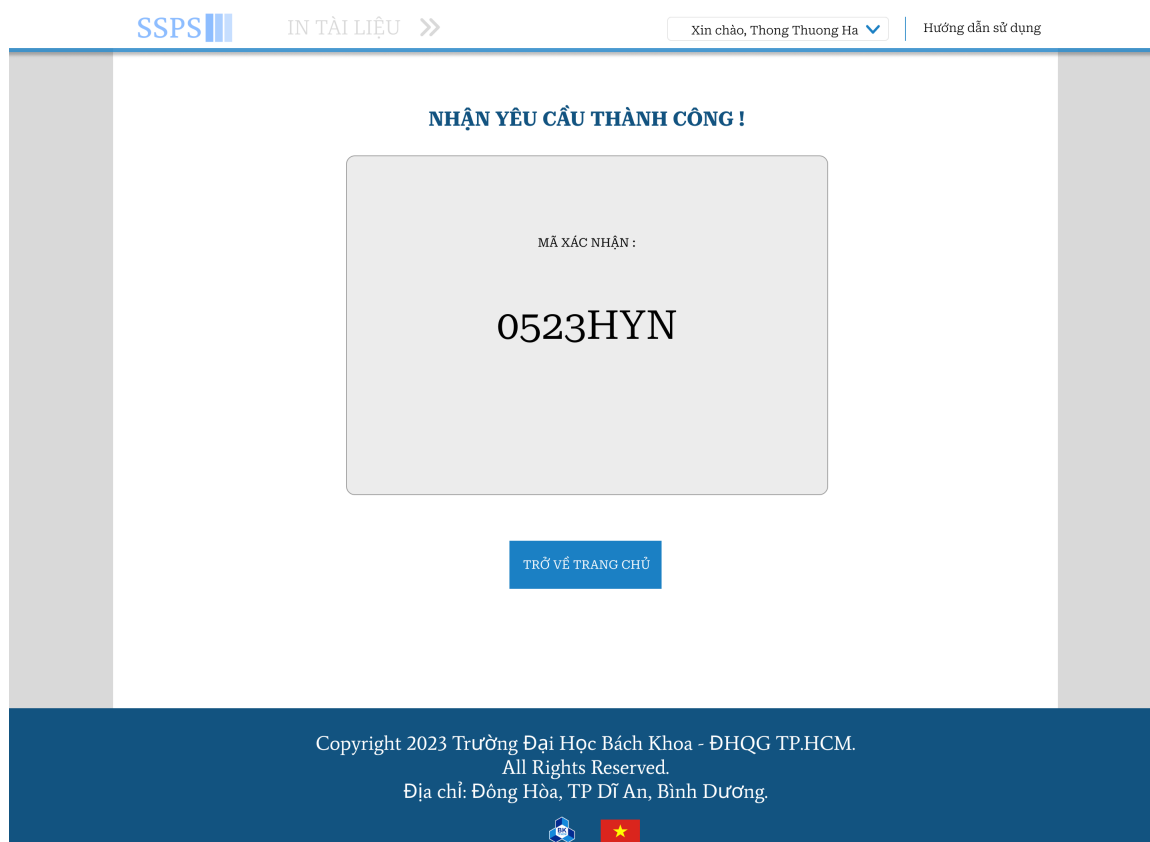 SSPS
IN TÀI LIỆU
Xin chào, Thong Thuong Ha
Hướng dẫn sử dụng
NHẬN YÊU CẦU THÀNH CÔNG !
MÃ XÁC NHẬN :
0523HYN
TRỞ VỀ TRANG CHỦ
Copyright 2023 Trường Đại Học Bách Khoa - ĐHQG TP.HCM.
All Rights Reserved.
Địa chỉ: Đông Hòa, TP Dĩ An, Bình Dương.
BK